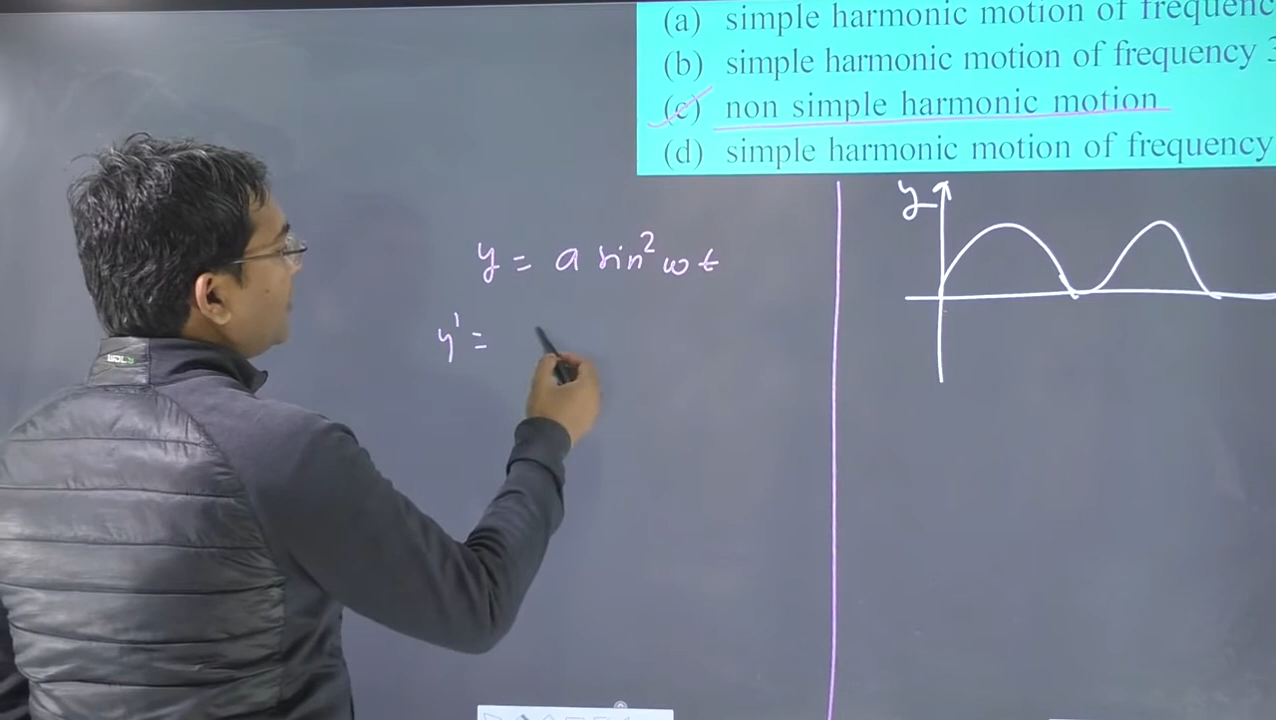 (a) simple harmonic motion of frequenc
(b) simple harmonic motion of frequency 3
(c) non simple harmonic motion
(d) simple harmonic motion of frequency
y
y = a sin² ωt
y' =